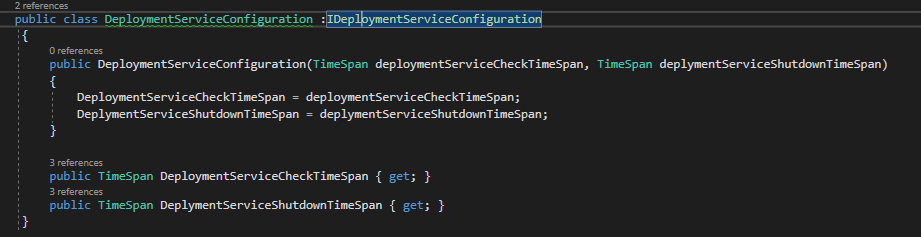 2 references
public class DeploymentServiceConfiguration :IDeploymentServiceConfiguration
{
0 references
public DeploymentServiceConfiguration(TimeSpan deploymentServiceCheckTimeSpan, TimeSpan deplymentServiceShutdownTimeSpan)
{
DeploymentServiceCheckTimeSpan = deploymentServiceCheckTimeSpan;
DeplymentServiceShutdownTimeSpan = deplymentServiceShutdownTimeSpan;
}
3 references
public TimeSpan DeploymentServiceCheckTimeSpan { get; }
3 references
public TimeSpan DeplymentServiceShutdownTimeSpan { get; }
}